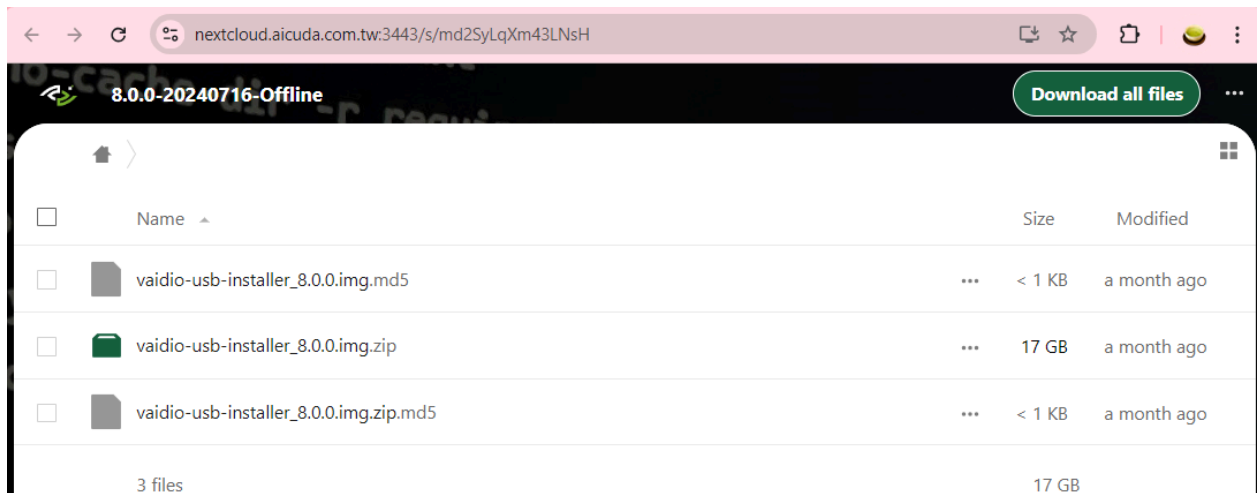 nextcloud.aicuda.com.tw:3443/s/md2SyLqXm43LNsH
8.0.0-20240716-Offline Download all files
Name Size Modified
vaidio-usb-installer_8.0.0.img.md5 < 1 KB a month ago
vaidio-usb-installer_8.0.0.img.zip 17 GB a month ago
vaidio-usb-installer_8.0.0.img.zip.md5 < 1 KB a month ago
3 files 17 GB